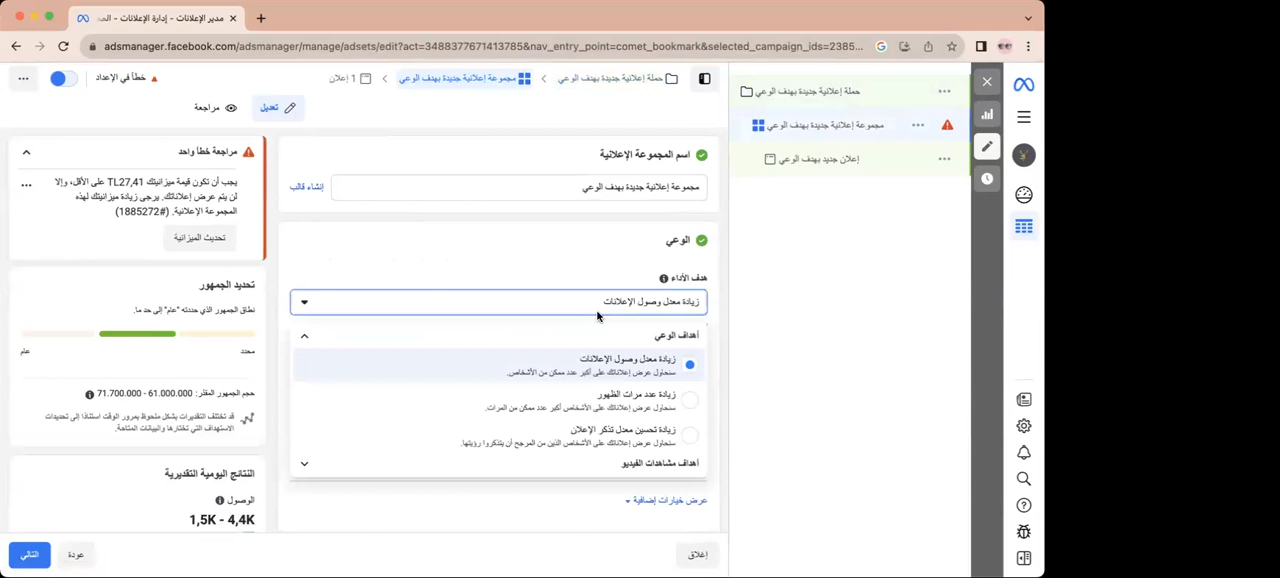 مدير الإعلانات - إدارة الإعلانات - الحد
adsmanager.facebook.com/adsmanager/manage/adsets/edit?act=3488377671413785&nav_entry_point=comet_bookmark&selected_campaign_ids=2385...
حملة إعلانية جديدة بهدف الوعي
مجموعة إعلانية جديدة بهدف الوعي
1 إعلان
خطأ في الإعداد
تعديل
مراجعة
حملة إعلانية جديدة بهدف الوعي
مجموعة إعلانية جديدة بهدف الوعي
إعلان جديد بهدف الوعي
اسم المجموعة الإعلانية
مجموعة إعلانية جديدة بهدف الوعي
إنشاء قالب
الوعي
هدف الأداء
زيادة معدل وصول الإعلانات
أهداف الوعي
زيادة معدل وصول الإعلانات
سنحاول عرض إعلاناتك على أكبر عدد ممكن من الأشخاص.
زيادة عدد مرات الظهور
سنحاول عرض إعلاناتك على الأشخاص أكبر عدد ممكن من المرات.
زيادة تحسين معدل تذكر الإعلان
سنحاول عرض إعلاناتك على الأشخاص الذين من المرجح أن يتذكروا رؤيتها.
أهداف مشاهدات الفيديو
عرض خيارات إضافية
مراجعة خطأ واحد
يجب أن تكون قيمة ميزانيتك TL27,41 على الأقل، وإلا
لن يتم عرض إعلاناتك. يرجى زيادة ميزانيتك لهذه
المجموعة الإعلانية. (#1885272)
تحديث الميزانية
تحديد الجمهور
نطاق الجمهور الذي حددته "عام" إلى حد ما.
محدد
عام
حجم الجمهور المقدر: 61.000.000 - 71.700.000
قد تختلف التقديرات بشكل ملحوظ بمرور الوقت استنادًا إلى تحديدات
الاستهداف التي تختارها والبيانات المتاحة.
النتائج اليومية التقديرية
الوصول
1,5K - 4,4K
إغلاق
عودة
التالي